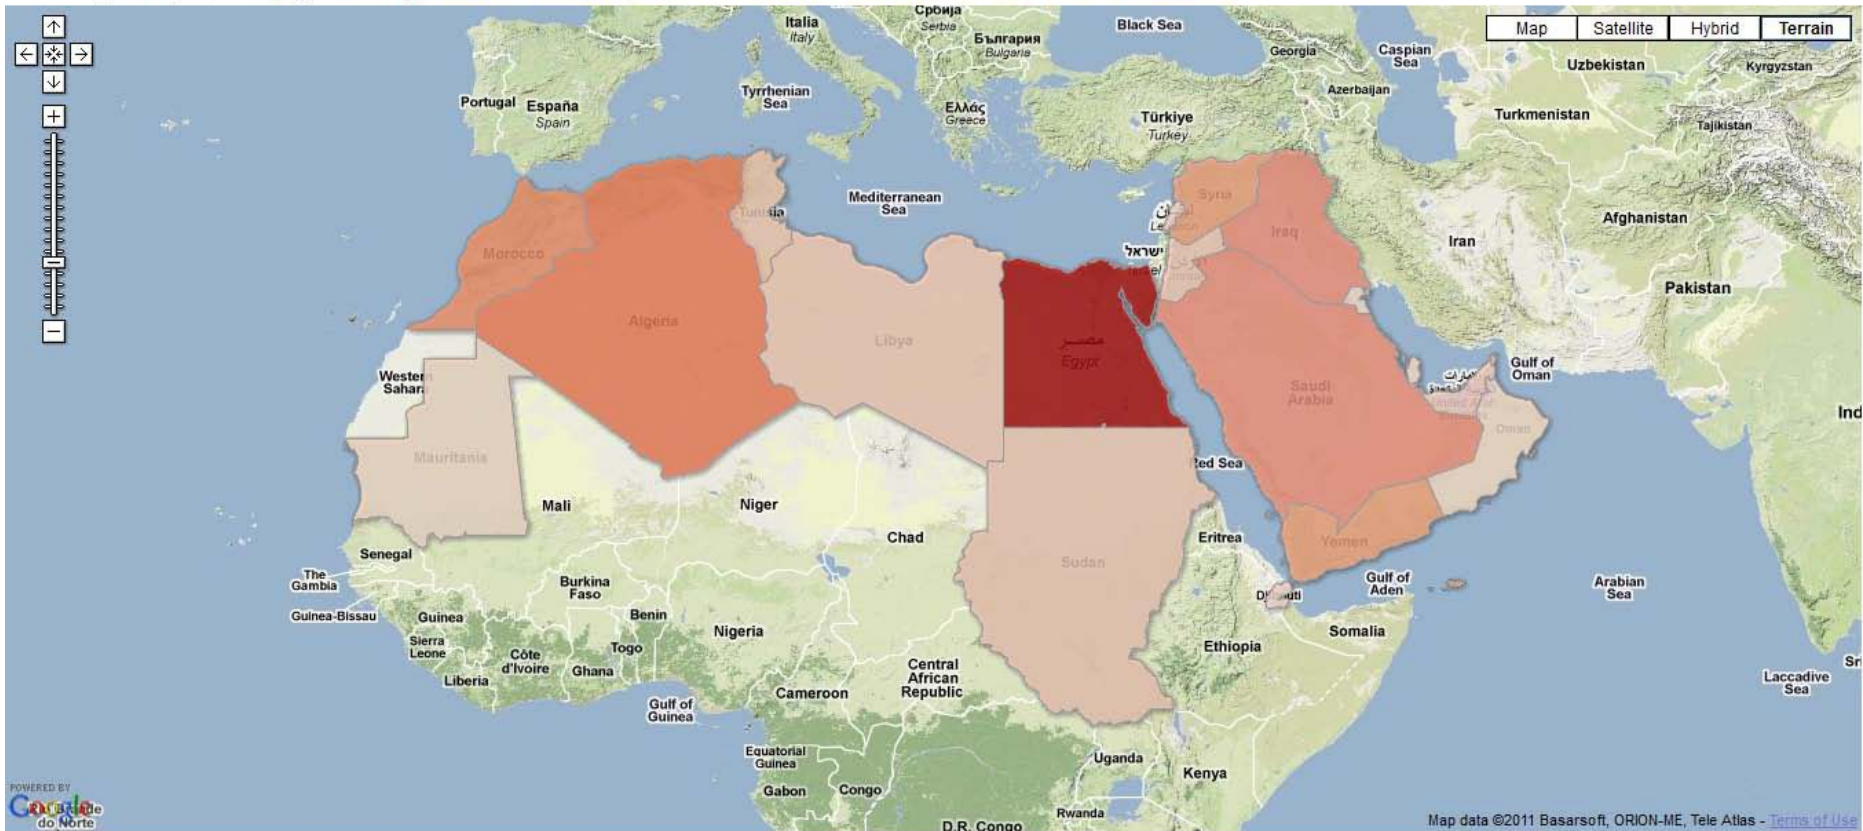 Map
Satellite
Hybrid
Terrain
Italia
Italy
Србија
Serbia
България
Bulgaria
Black Sea
Georgia
Caspian
Sea
Uzbekistan
Kyrgyzstan
Portugal
España
Spain
Tyrrhenian
Sea
Ελλάς
Greece
Türkiye
Turkey
Azerbaijan
Turkmenistan
Tajikistan
Mediterranean
Sea
Tunisia
Syria
Iraq
Iran
Afghanistan
Pakistan
ישראל
Israel
Morocco
Algeria
Libya
مصر
Egypt
Saudi
Arabia
Gulf of
Oman
Oman
Ind
Western
Sahara
Mauritania
Mali
Niger
Chad
Red Sea
Sudan
Eritrea
Yemen
Gulf of
Aden
Arabian
Sea
Djibouti
Senegal
The
Gambia
Guinea-Bissau
Guinea
Sierra
Leone
Liberia
Côte
d'Ivoire
Burkina
Faso
Ghana
Togo
Benin
Nigeria
Cameroon
Central
African
Republic
Ethiopia
Somalia
Laccadive
Sea
Sri
Gulf of
Guinea
Equatorial
Guinea
Gabon
Congo
Uganda
Kenya
Rwanda
D.R. Congo
POWERED BY
Google
do Norte
Map data ©2011 Basarsoft, ORION-ME, Tele Atlas - Terms of Use